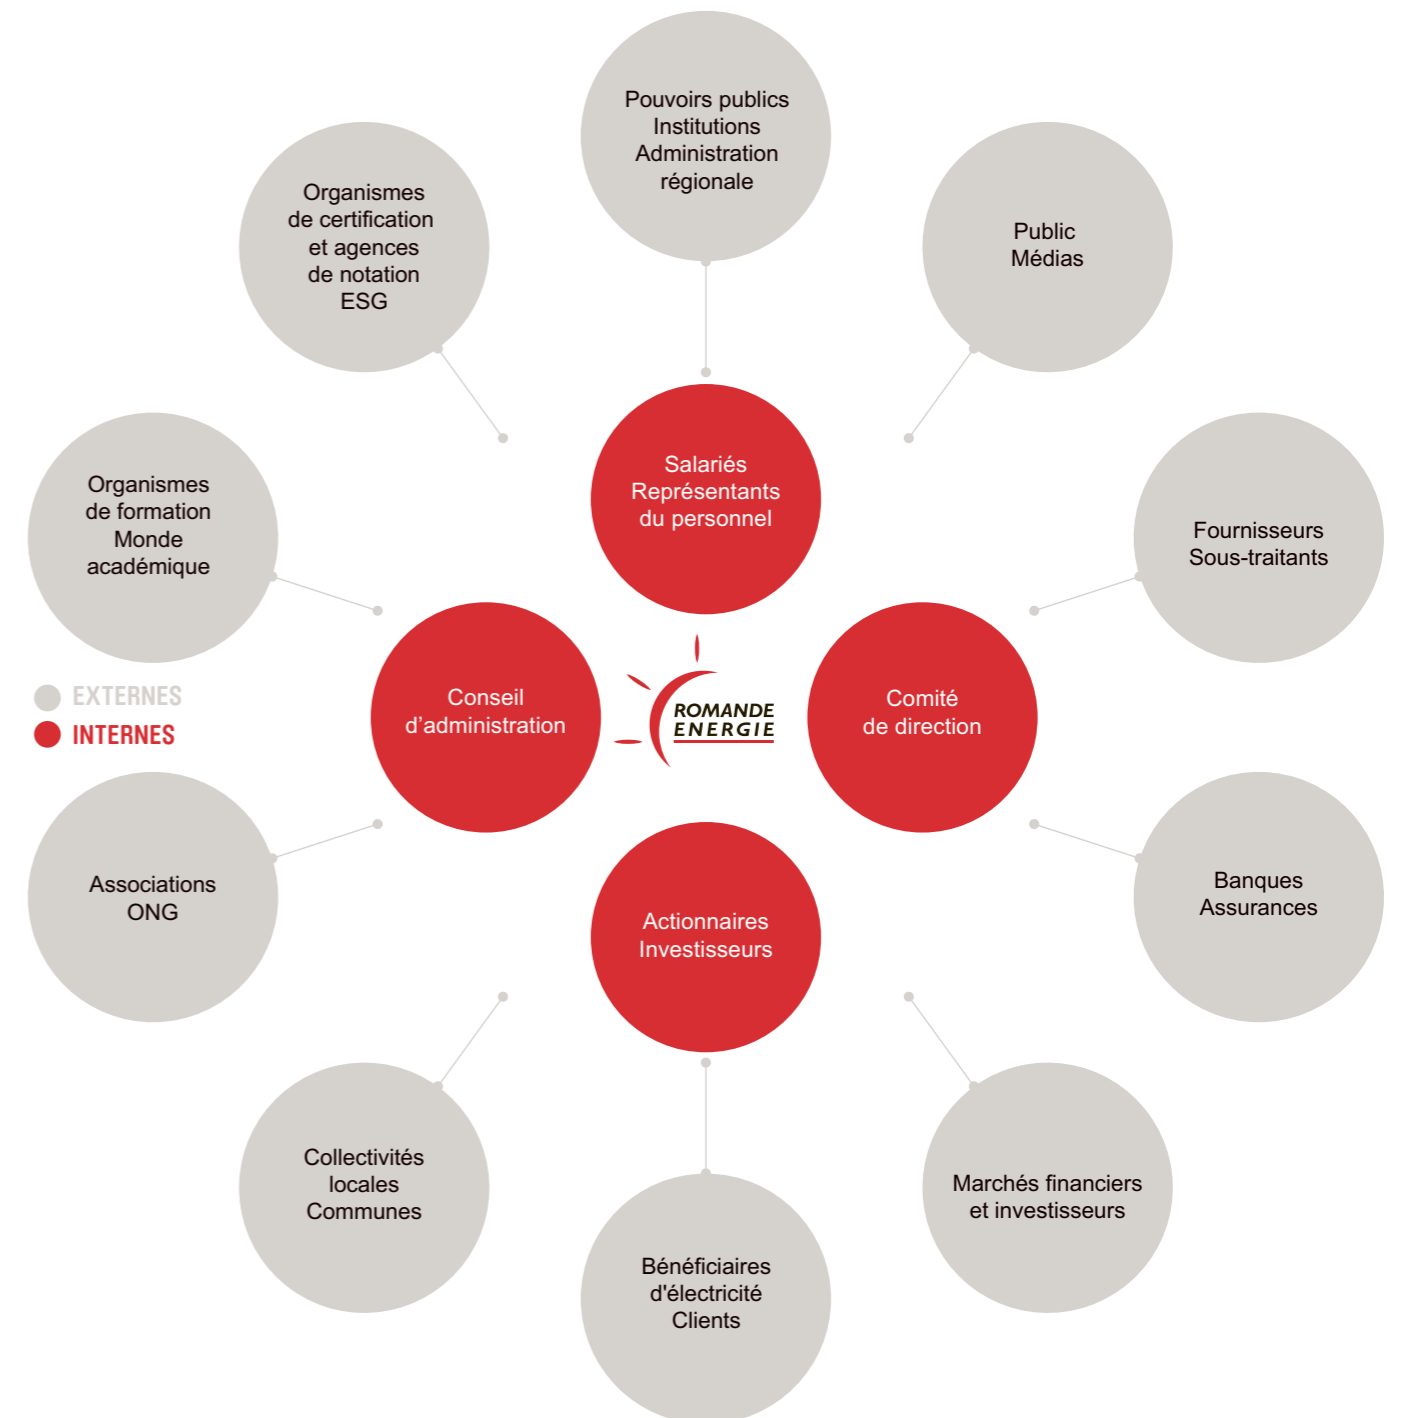 Pouvoirs publics
Institutions
Administration
régionale
Organismes
de certification
et agences
de notation
ESG
Public
Médias
Salariés
Représentants
du personnel
Organismes
de formation
Monde
académique
Fournisseurs
Sous-traitants
EXTERNES
INTERNES
Conseil
d’administration
ROMANDE
ENERGIE
Comité
de direction
Associations
ONG
Actionnaires
Investisseurs
Banques
Assurances
Collectivités
locales
Communes
Marchés financiers
et investisseurs
Bénéficiaires
d'électricité
Clients